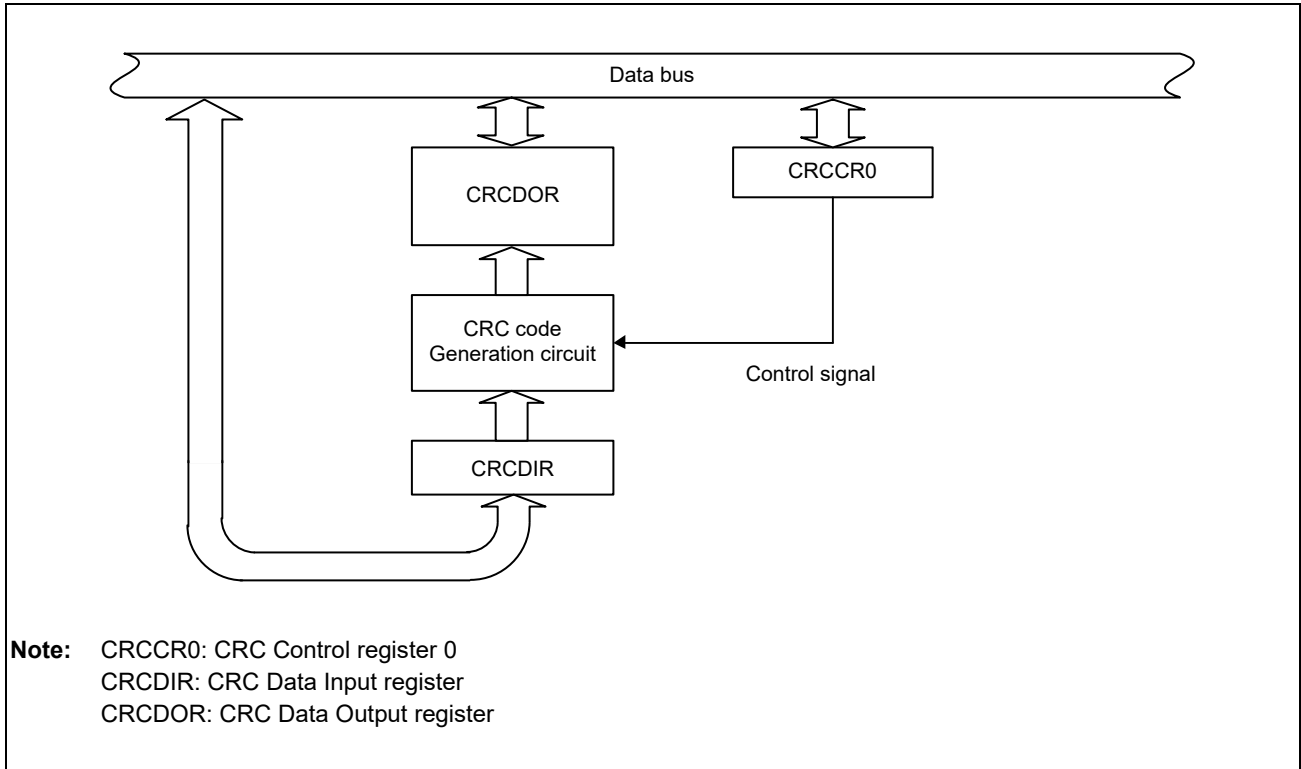 Data bus
CRCDOR
CRCCR0
CRC code
Generation circuit
Control signal
CRCDIR
Note: CRCCR0: CRC Control register 0
CRCDIR: CRC Data Input register
CRCDOR: CRC Data Output register